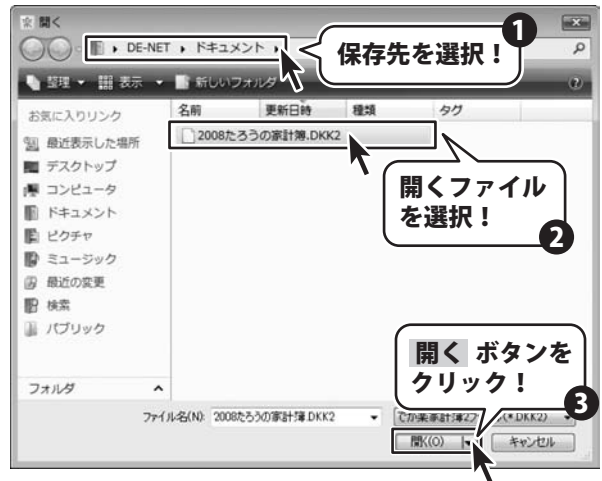 開く
DE-NET ドキュメント
1
保存先を選択！
整理 表示 新しいフォルダ
お気に入りリンク
名前 更新日時 種類 タグ
最近表示した場所
2008たろうの家計簿.DKK2
デスクトップ
コンピュータ
開くファイル
を選択！
2
ドキュメント
ピクチャ
ミュージック
最近の変更
検索
パブリック
開く ボタンを
クリック！
3
フォルダ
ファイル名(N): 2008たろうの家計簿.DKK2
(*.DKK2)
開く(O) キャンセル